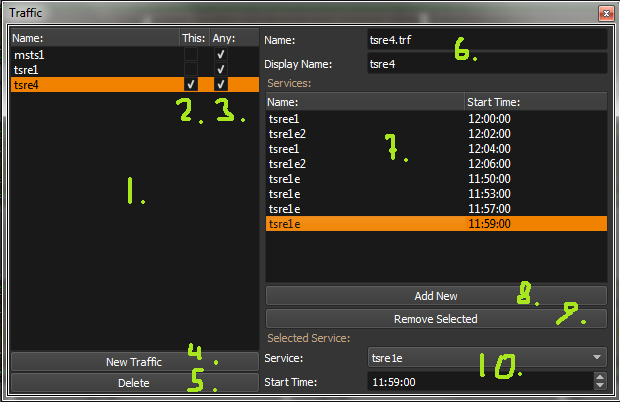 Traffic
Name: This: Any:
msts1
tsre1
tsre4
2. 3.
1.
New Traffic 4.
Delete 5.
Name: tsre4.trf
6.
Display Name: tsre4
Services:
Name: Start Time:
tsree1 12:00:00
tsre1e2 12:02:00
tsree1 12:04:00
tsre1e2 12:06:00
tsre1e 11:50:00
tsre1e 11:53:00
tsre1e 11:57:00
tsre1e 11:59:00
7.
Add New 8.
Remove Selected 9.
Selected Service:
Service: tsre1e
10.
Start Time: 11:59:00